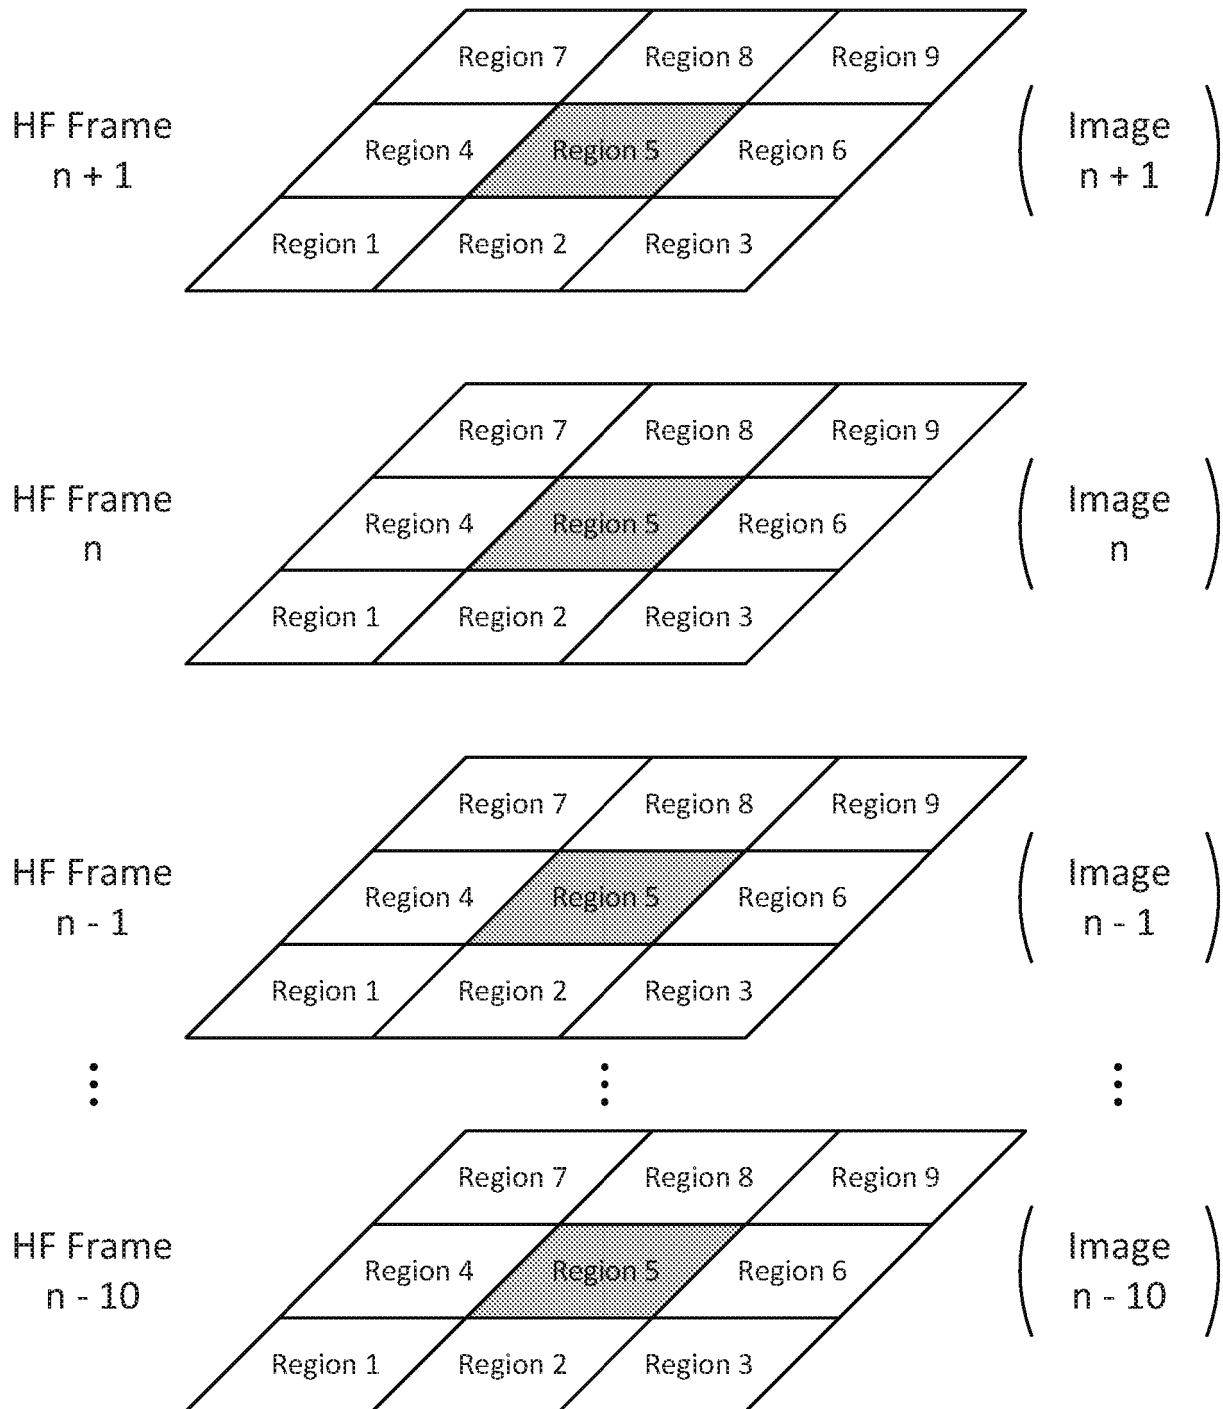 Region 7 Region 8 Region 9
HF Frame
n + 1
Region 4 Region 5 Region 6
Image
n + 1
Region 1 Region 2 Region 3
Region 7 Region 8 Region 9
HF Frame
n
Region 4 Region 5 Region 6
Image
n
Region 1 Region 2 Region 3
Region 7 Region 8 Region 9
HF Frame
n - 1
Region 4 Region 5 Region 6
Image
n - 1
Region 1 Region 2 Region 3
Region 7 Region 8 Region 9
HF Frame
n - 10
Region 4 Region 5 Region 6
Image
n - 10
Region 1 Region 2 Region 3